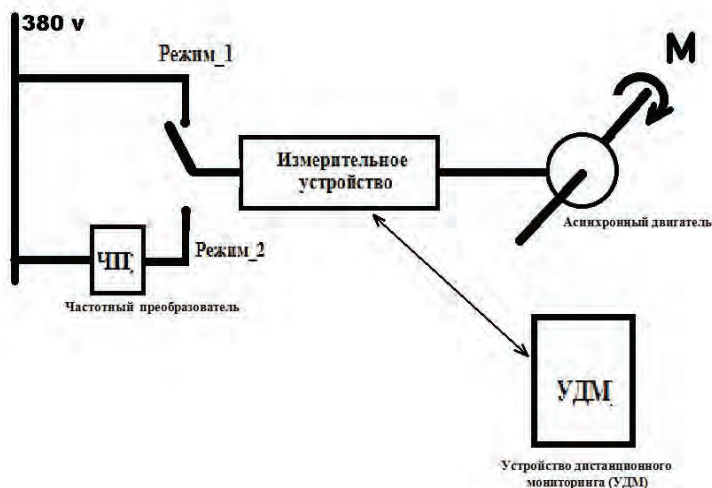 380 v
Режим_1
М
Измерительное
устройство
Асинхронный двигатель
ЧП
Режим_2
Частотный преобразователь
УДМ
Устройство дистанционного
мониторинга (УДМ)